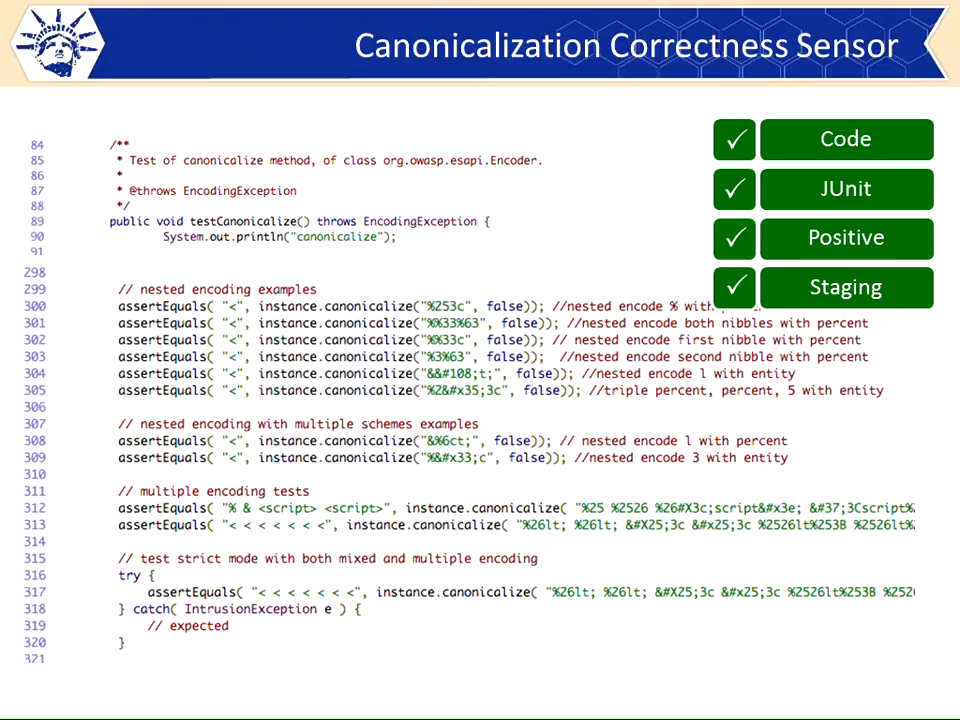 Canonicalization Correctness Sensor
✓ Code
✓ JUnit
✓ Positive
✓ Staging
84 /**
85 * Test of canonicalize method, of class org.owasp.esapi.Encoder.
86 *
87 * @throws EncodingException
88 */
89 public void testCanonicalize() throws EncodingException {
90 System.out.println("canonicalize");
91
298
299 // nested encoding examples
300 assertEquals( "<", instance.canonicalize("%253c", false)); //nested encode % with
301 assertEquals( "<", instance.canonicalize("%%33%63", false)); //nested encode both nibbles with percent
302 assertEquals( "<", instance.canonicalize("%%33c", false)); // nested encode first nibble with percent
303 assertEquals( "<", instance.canonicalize("%3%63", false)); //nested encode second nibble with percent
304 assertEquals( "<", instance.canonicalize("&&#108;t;", false)); //nested encode l with entity
305 assertEquals( "<", instance.canonicalize("%2&#x35;3c", false)); //triple percent, percent, 5 with entity
306
307 // nested encoding with multiple schemes examples
308 assertEquals( "<", instance.canonicalize("&%6ct;", false)); // nested encode l with percent
309 assertEquals( "<", instance.canonicalize("%&#x33;c", false)); //nested encode 3 with entity
310
311 // multiple encoding tests
312 assertEquals( "% & <script> <script>", instance.canonicalize( "%25 %2526 %26#X3c;script&#x3e; &#37;3Cscript%
313 assertEquals( "< < < < < < <", instance.canonicalize( "%26lt; %26lt; &#X25;3c &#x25;3c %2526lt%253B %2526lt%
314
315 // test strict mode with both mixed and multiple encoding
316 try {
317 assertEquals( "< < < < < < <", instance.canonicalize( "%26lt; %26lt; &#X25;3c &#x25;3c %2526lt%253B %252
318 } catch( IntrusionException e ) {
319 // expected
320 }
321